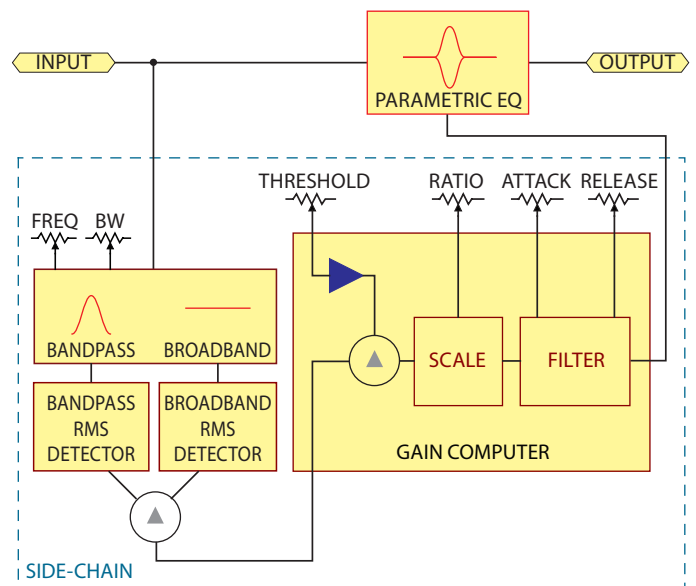 INPUT
OUTPUT
PARAMETRIC EQ
THRESHOLD
RATIO
ATTACK
RELEASE
FREQ
BW
BANDPASS
BROADBAND
SCALE
FILTER
BANDPASS
RMS
DETECTOR
BROADBAND
RMS
DETECTOR
GAIN COMPUTER
SIDE-CHAIN